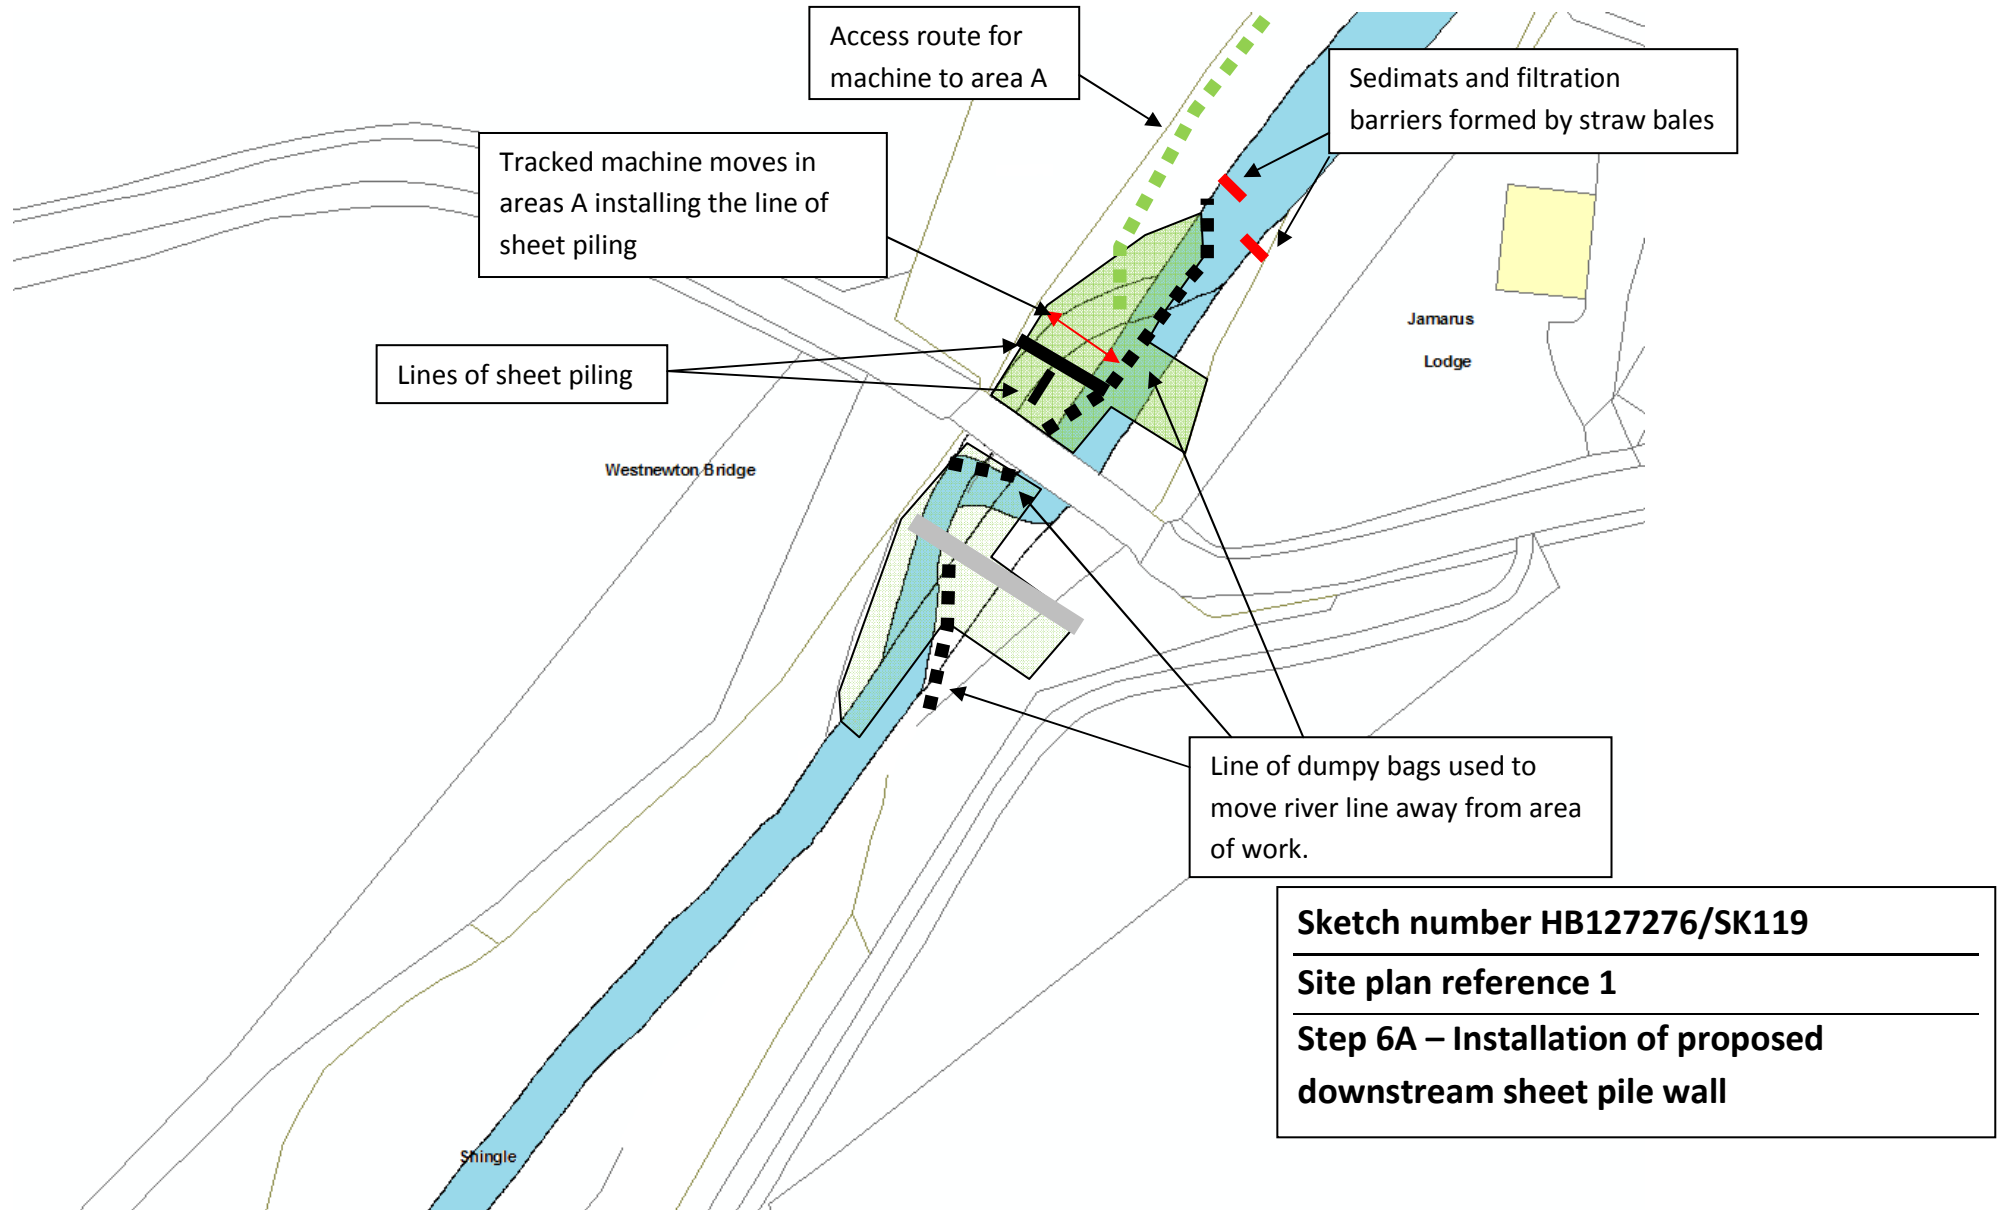 Access route for
machine to area A
Sedimats and filtration
barriers formed by straw bales
Tracked machine moves in
areas A installing the line of
sheet piling
Lines of sheet piling
Jamarus
Lodge
Westnewton Bridge
Line of dumpy bags used to
move river line away from area
of work.
Sketch number HB127276/SK119
Site plan reference 1
Step 6A – Installation of proposed
downstream sheet pile wall
Shingle